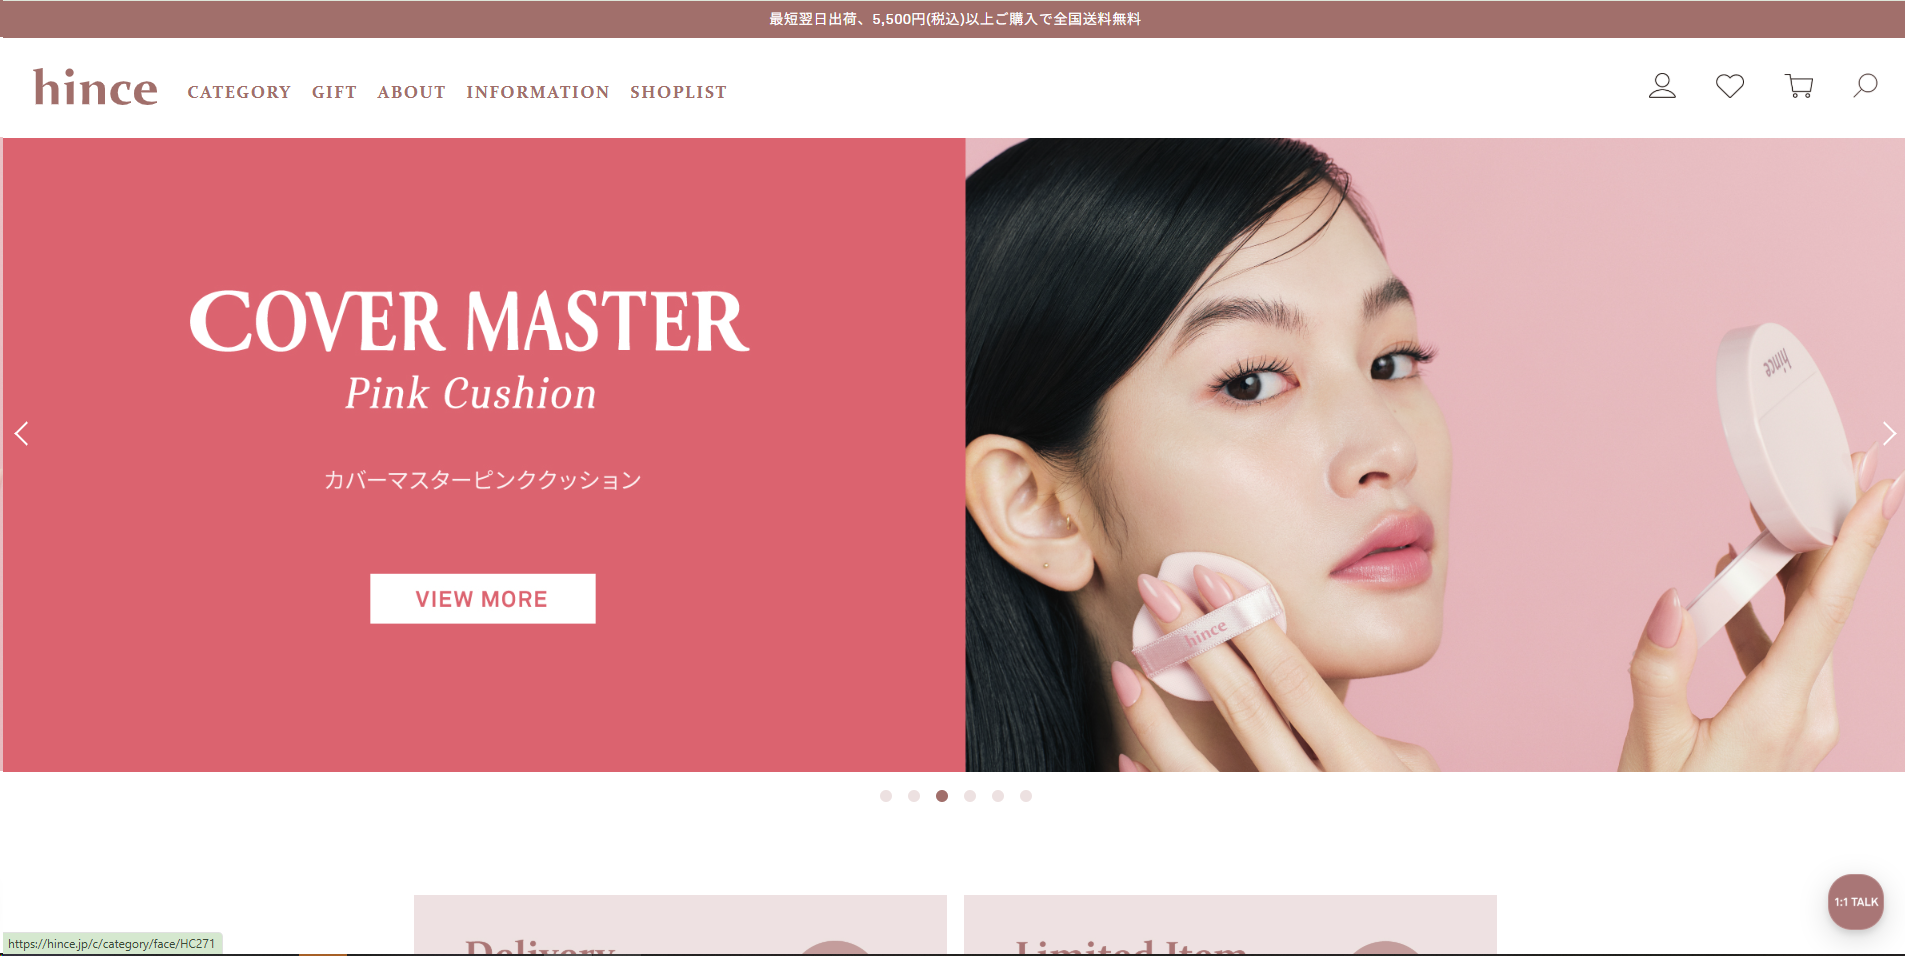 最短翌日出荷、5,500円(税込)以上ご購入で全国送料無料
hince
CATEGORY GIFT ABOUT INFORMATION SHOPLIST
COVER MASTER
Pink Cushion
カバーマスターピンククッション
VIEW MORE
hince
hince
1:1 TALK
Delivery
Limited Item
https://hince.jp/c/category/face/HC271